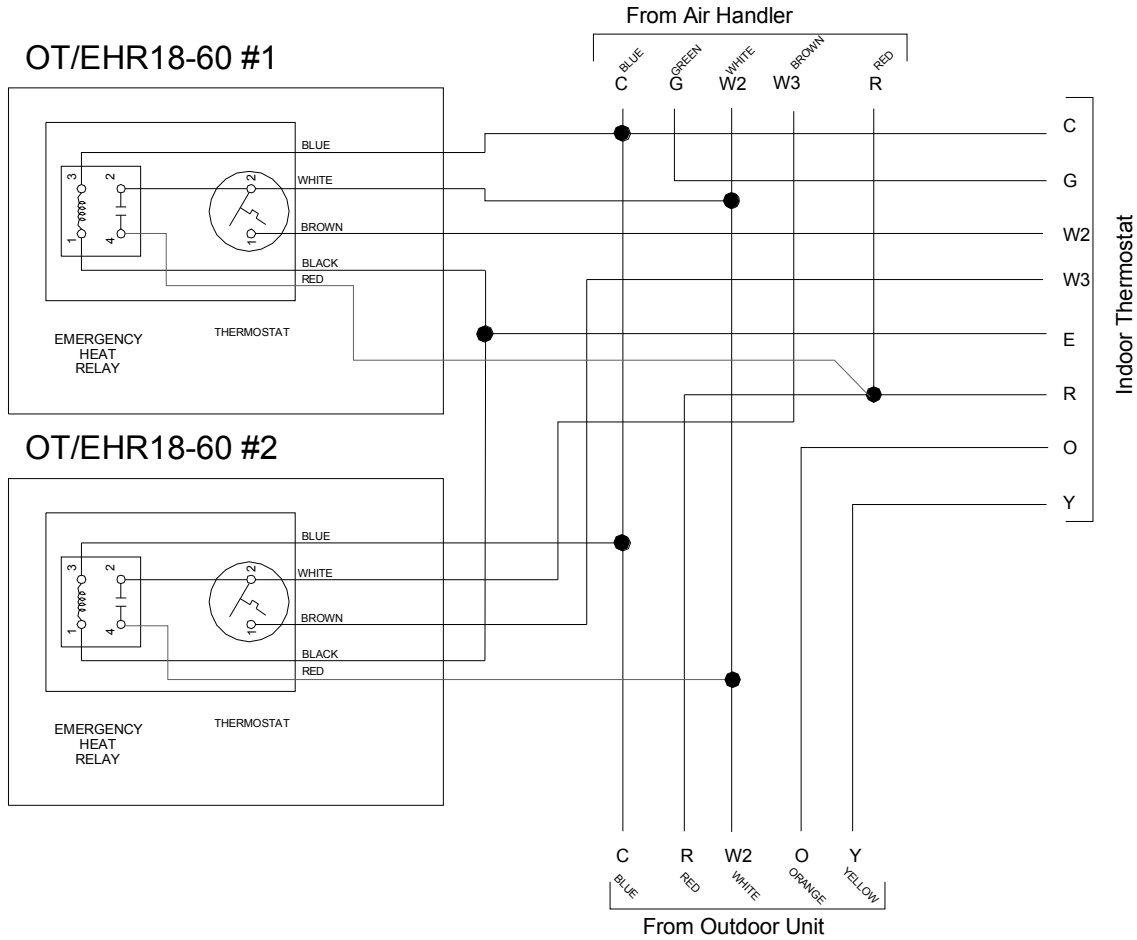 From Air Handler
OT/EHR18-60 #1
BLUE GREEN WHITE BROWN RED
C G W2 W3 R
C
G
W2
W3
E
R
O
Y
Indoor Thermostat
BLUE
WHITE
BROWN
BLACK
RED
3 2
1 4
2
1
EMERGENCY
HEAT
RELAY
THERMOSTAT
OT/EHR18-60 #2
BLUE
WHITE
BROWN
BLACK
RED
3 2
1 4
2
1
EMERGENCY
HEAT
RELAY
THERMOSTAT
C R W2 O Y
BLUE RED WHITE ORANGE YELLOW
From Outdoor Unit